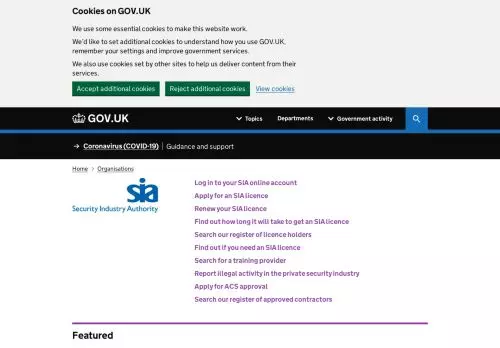 Cookies on GOV.UK
We use some essential cookies to make this website work.
We'd like to set additional cookies to understand how you use GOV.UK,
remember your settings and improve government services.
We also use cookies set by other sites to help us deliver content from their
services.
Accept additional cookies Reject additional cookies View cookies
GOV.UK Topics Departments Government activity
→ Coronavirus (COVID-19) Guidance and support
Home > Organisations
sia
Security Industry Authority
Log in to your SIA online account
Apply for an SIA licence
Renew your SIA licence
Find out how long it will take to get an SIA licence
Search our register of licence holders
Find out if you need an SIA licence
Search for a training provider
Report illegal activity in the private security industry
Apply for ACS approval
Search our register of approved contractors
Featured